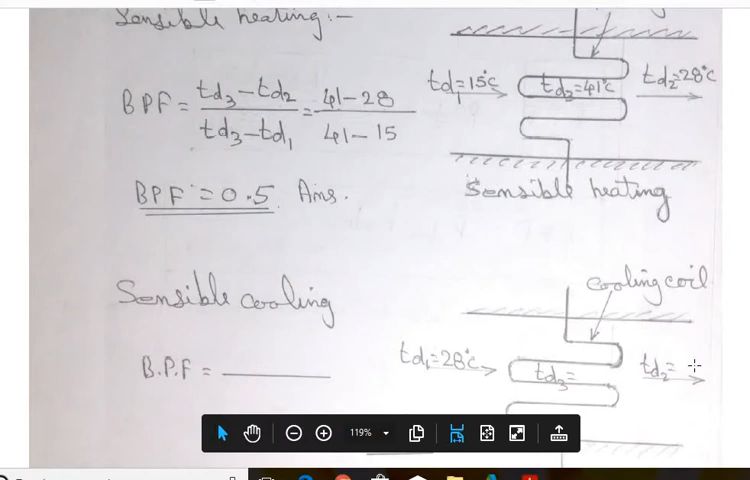 Sensible heating:-
BPF = td₃-td₂ / td₃-td₁ = 41-28 / 41-15
td₁=15°c
td₂=41°c
td₂=28°c
BPF = 0.5 Ans.
Sensible heating
Sensible cooling
cooling coil
B.P.F =
td₁=28°c
td₃=
td₂=
119%